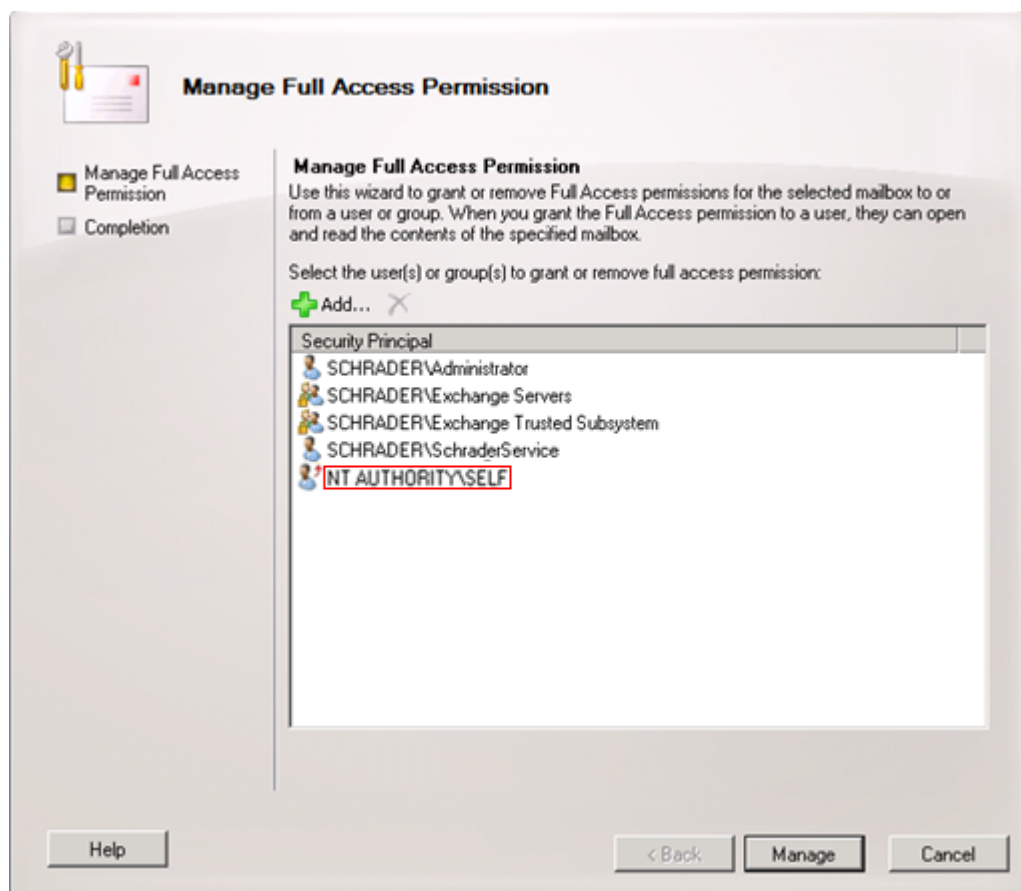 Manage Full Access Permission
Manage Full Access
Permission
Completion
Manage Full Access Permission
Use this wizard to grant or remove Full Access permissions for the selected mailbox to or
from a user or group. When you grant the Full Access permission to a user, they can open
and read the contents of the specified mailbox.
Select the user(s) or group(s) to grant or remove full access permission:
Add...
Security Principal
SCHRADER\Administrator
SCHRADER\Exchange Servers
SCHRADER\Exchange Trusted Subsystem
SCHRADER\SchraderService
NT AUTHORITY\SELF
Help
< Back
Manage
Cancel